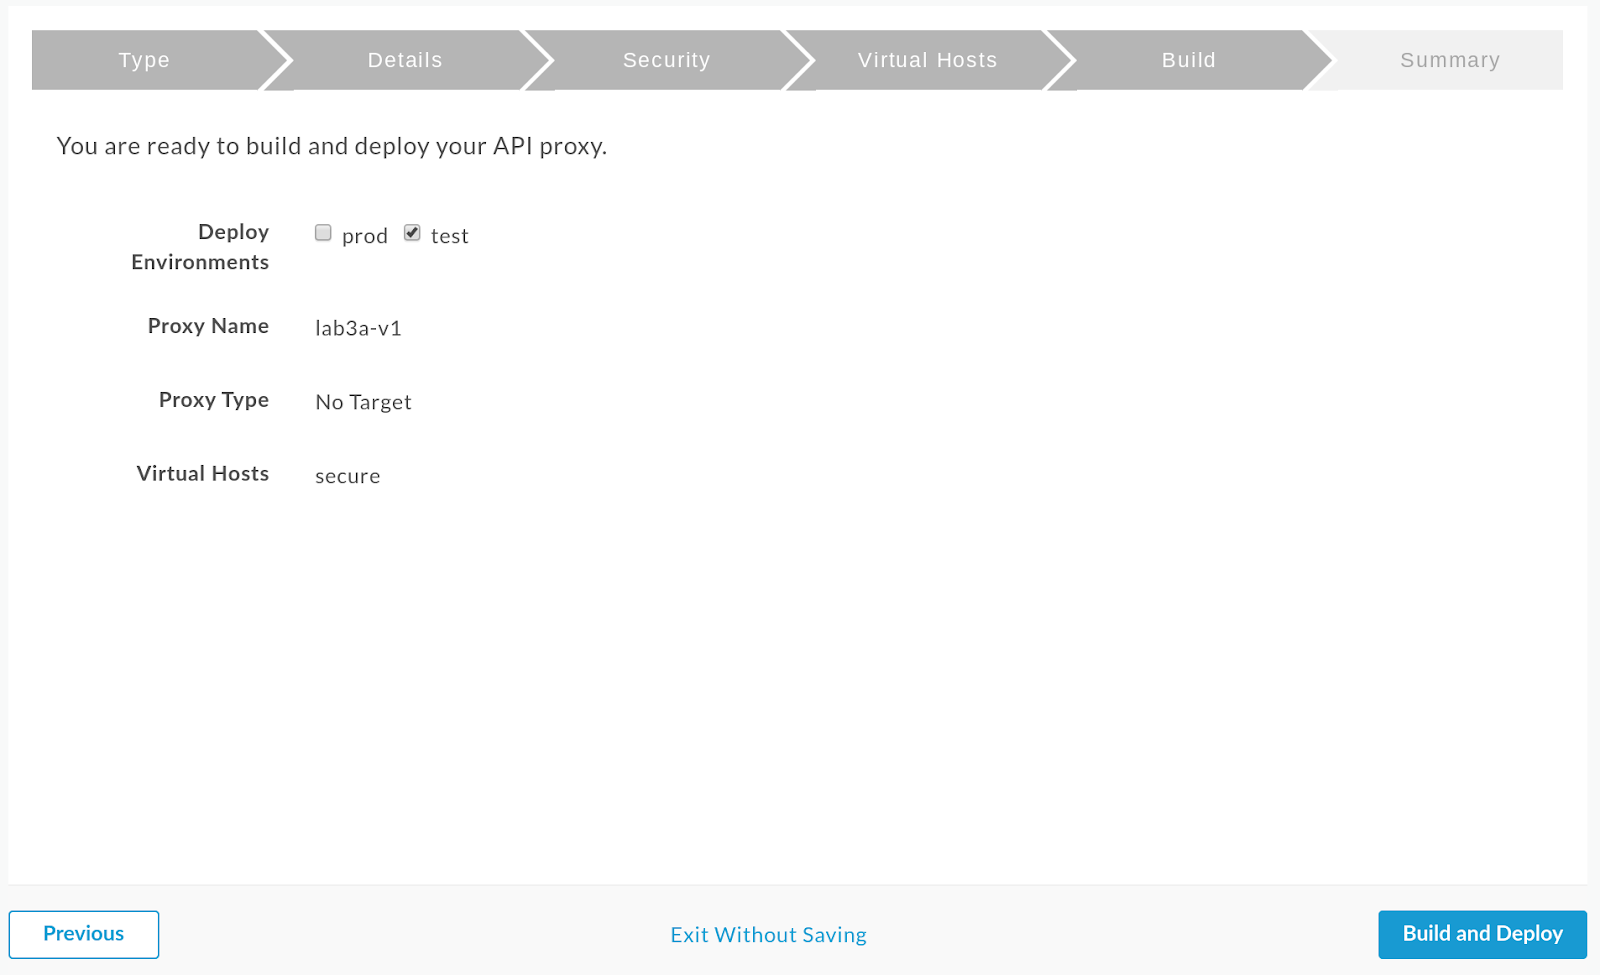 Type Details Security Virtual Hosts Build Summary
You are ready to build and deploy your API proxy.
Deploy Environments prod test
Proxy Name lab3a-v1
Proxy Type No Target
Virtual Hosts secure
Previous Exit Without Saving Build and Deploy